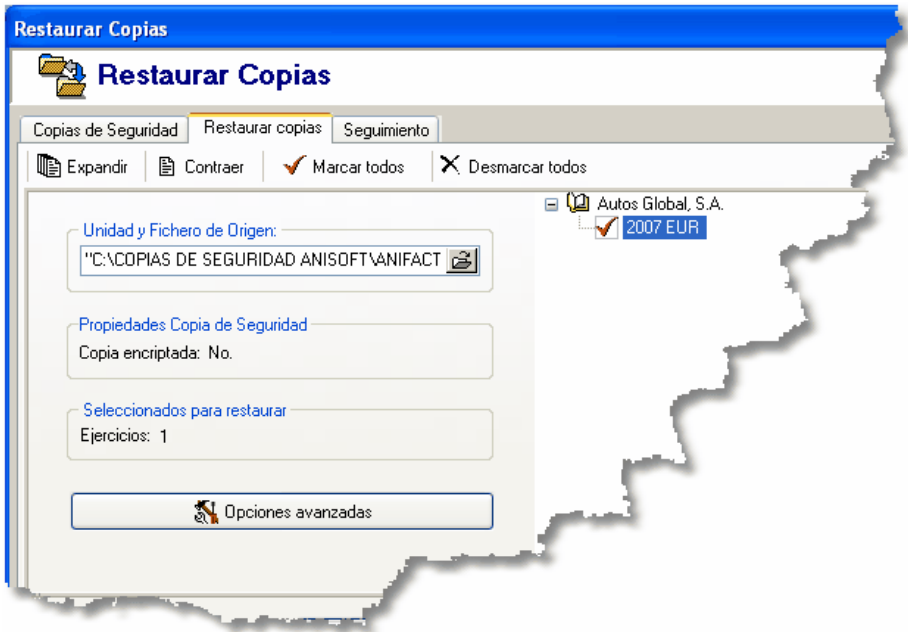 Restaurar Copias
Restaurar Copias
Copias de Seguridad
Restaurar copias
Seguimiento
Expandir
Contraer
Marcar todos
Desmarcar todos
Unidad y Fichero de Origen:
"C:\COPIAS DE SEGURIDAD ANISOFT\ANIFACT
Propiedades Copia de Seguridad
Copia encriptada: No.
Seleccionados para restaurar
Ejercicios: 1
Opciones avanzadas
Autos Global, S.A.
2007 EUR